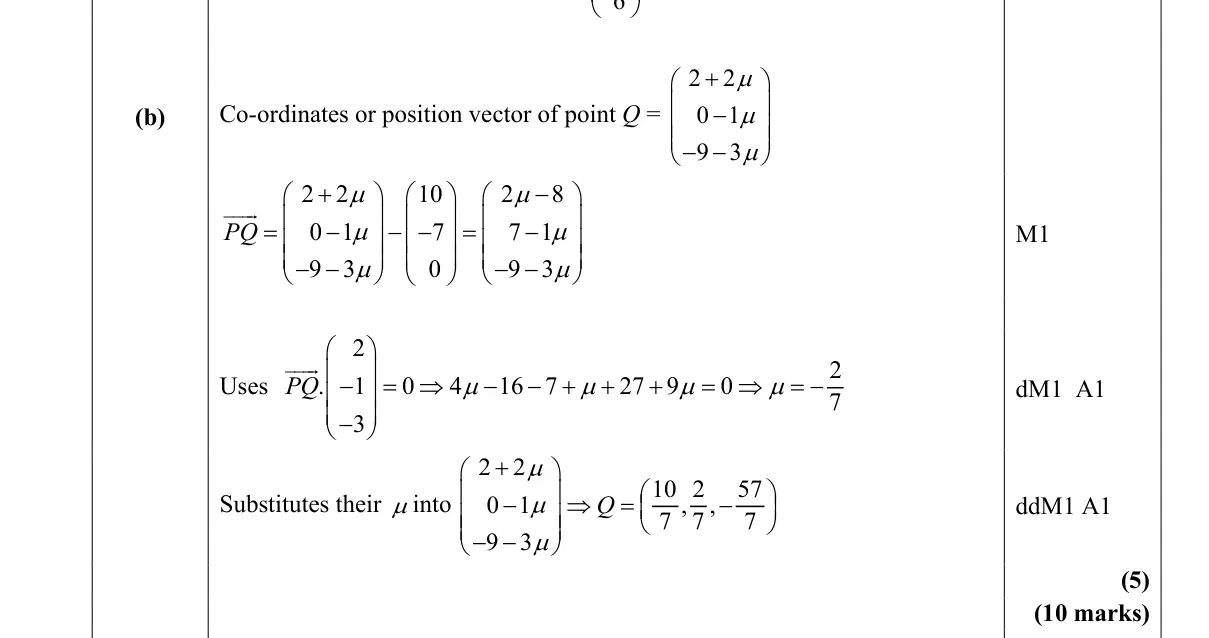 6
(b) Co-ordinates or position vector of point Q = ( 2 + 2μ
0 − 1μ
−9 − 3μ )
PQ = ( 2 + 2μ
0 − 1μ
−9 − 3μ ) − ( 10
−7
0 ) = ( 2μ − 8
7 − 1μ
−9 − 3μ ) M1
Uses PQ. ( 2
−1
−3 ) = 0 ⇒ 4μ − 16 − 7 + μ + 27 + 9μ = 0 ⇒ μ = − 2/7 dM1 A1
Substitutes their μ into ( 2 + 2μ
0 − 1μ
−9 − 3μ ) ⇒ Q = ( 10/7 , 2/7 , − 57/7 ) ddM1 A1
(5)
(10 marks)